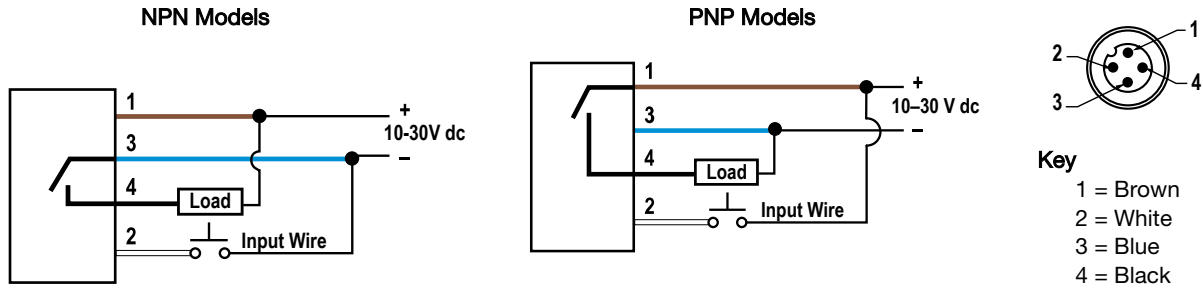 NPN Models
1
+
10-30V dc
3
–
4
Load
2
Input Wire
PNP Models
1
+
10–30 V dc
3
–
4
Load
2
Input Wire
1
2
4
3
Key
1 = Brown
2 = White
3 = Blue
4 = Black